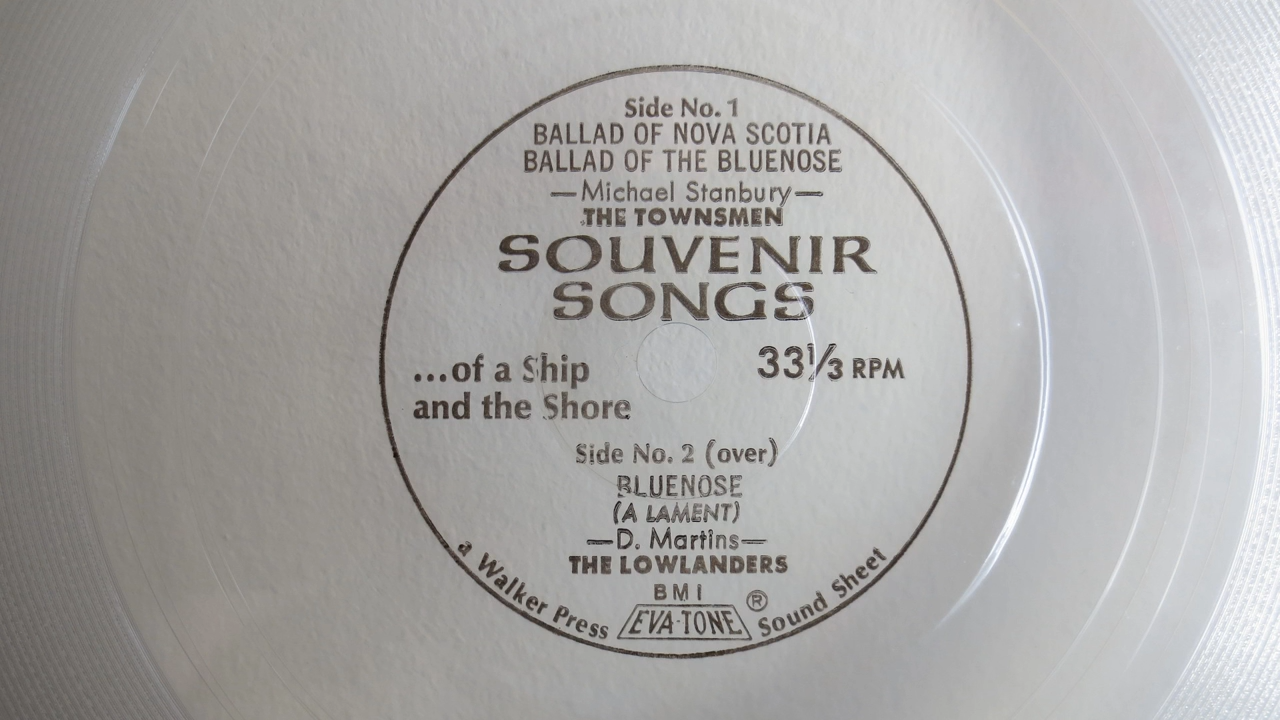 Side No. 1
BALLAD OF NOVA SCOTIA
BALLAD OF THE BLUENOSE
—Michael Stanbury—
THE TOWNSMEN
SOUVENIR
SONGS
...of a Ship
and the Shore
33⅓ RPM
Side No. 2 (over)
BLUENOSE
(A LAMENT)
—D. Martins—
THE LOWLANDERS
BMI
a Walker Press EVA-TONE ® Sound Sheet